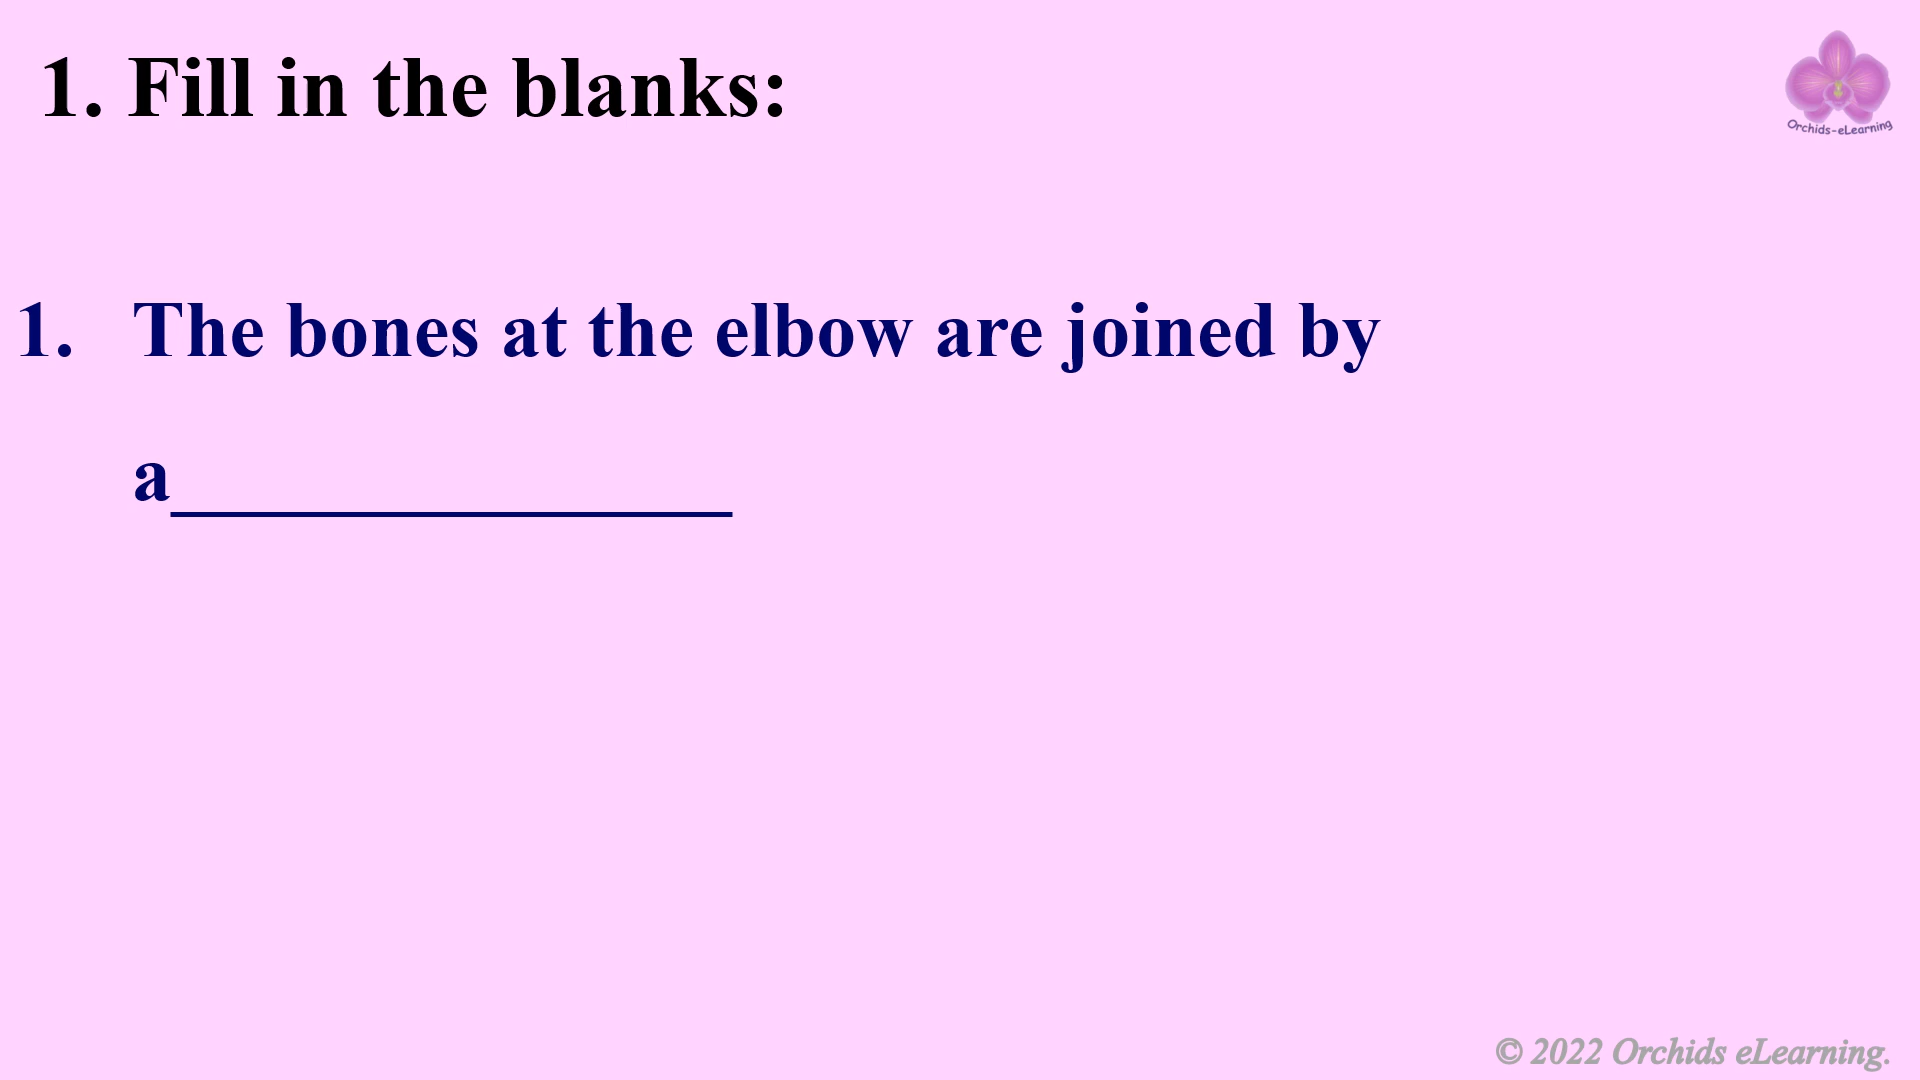 1. Fill in the blanks:
Orchids-eLearning
1. The bones at the elbow are joined by
a_______________
© 2022 Orchids eLearning.